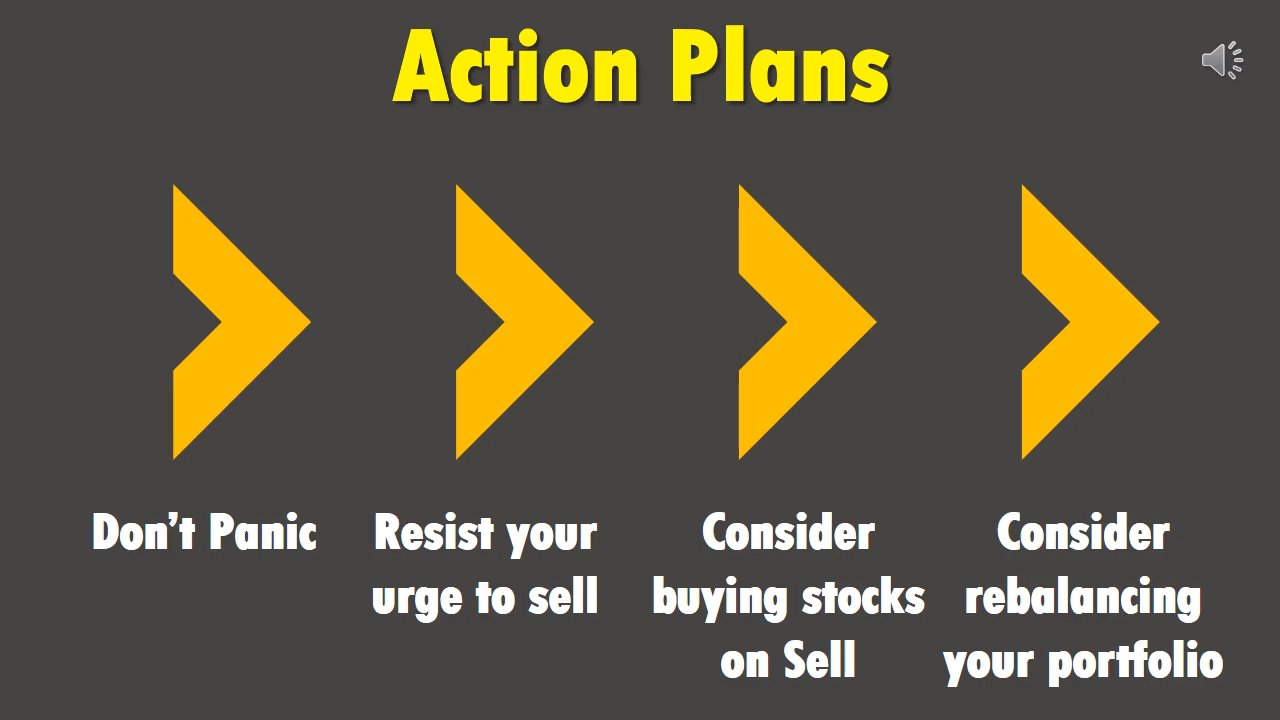 Action Plans
Don’t Panic
Resist your
urge to sell
Consider
buying stocks
on Sell
Consider
rebalancing
your portfolio